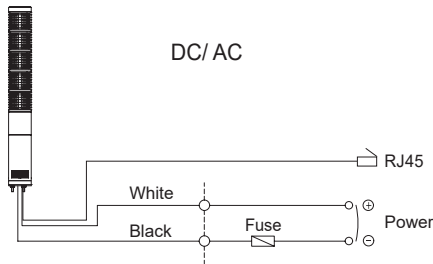 DC/ AC
RJ45
White
+
Fuse
Power
Black
−